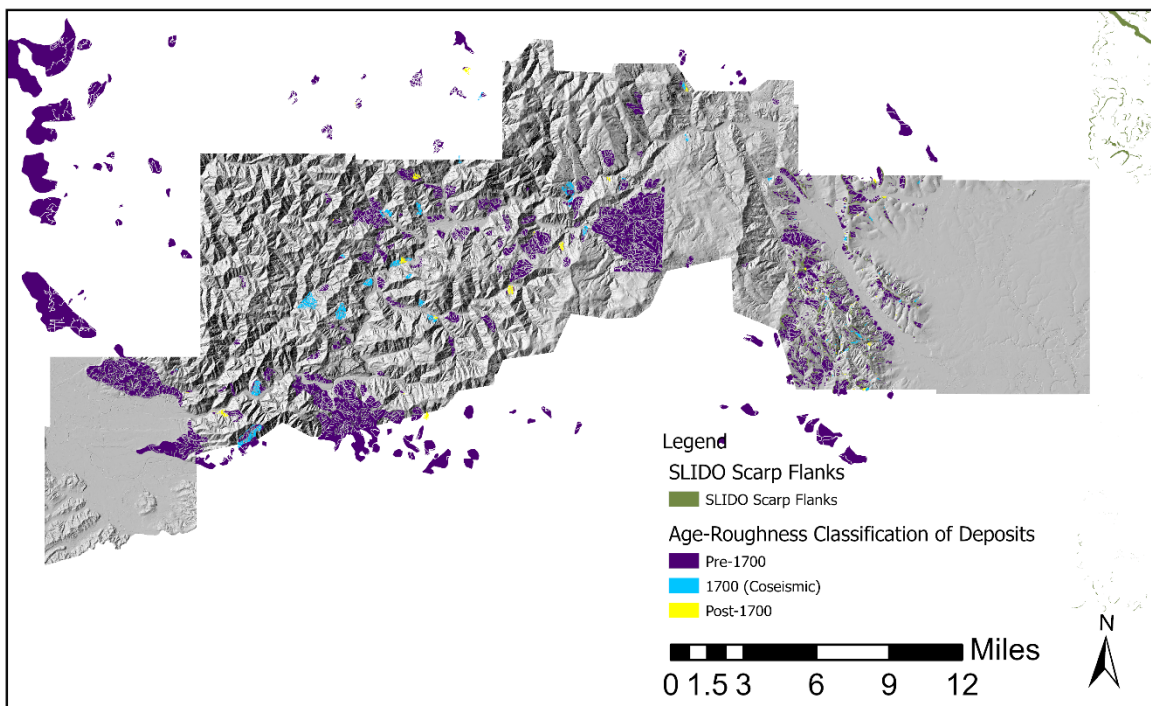 Legend
SLIDO Scarp Flanks
SLIDO Scarp Flanks
Age-Roughness Classification of Deposits
Pre-1700
1700 (Coseismic)
Post-1700
Miles
0 1.5 3 6 9 12
N